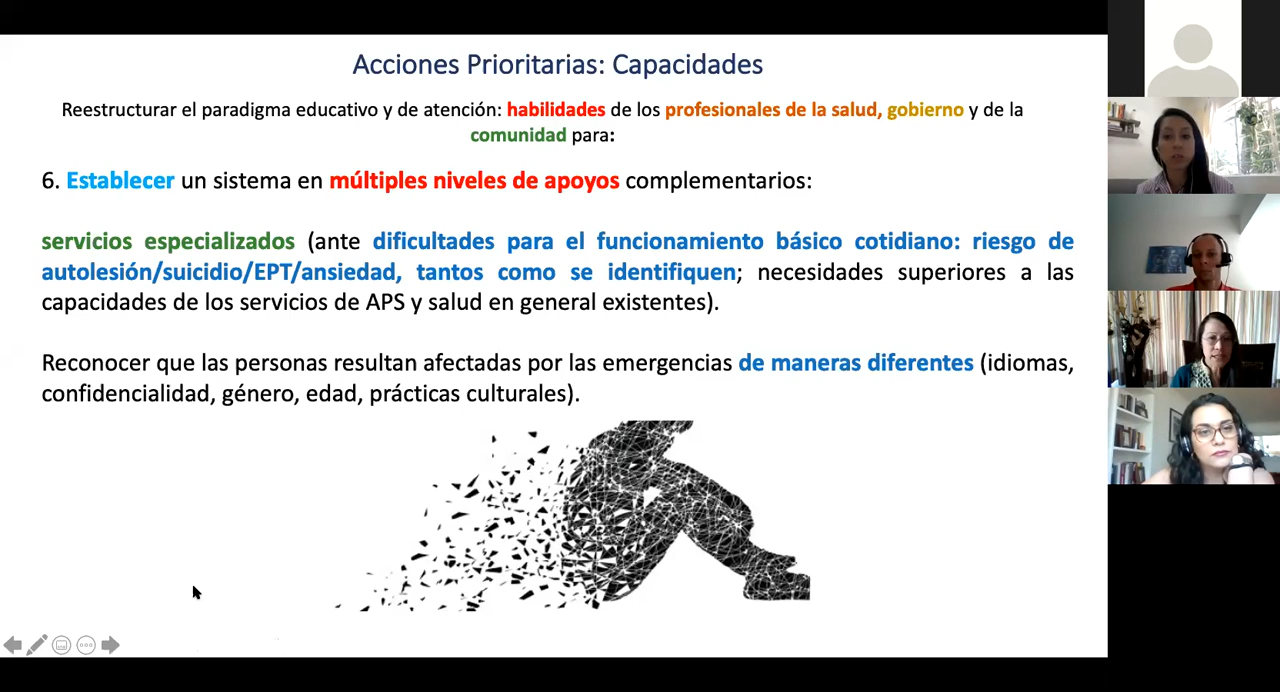 Acciones Prioritarias: Capacidades
Reestructurar el paradigma educativo y de atención: habilidades de los profesionales de la salud, gobierno y de la
comunidad para:
6. Establecer un sistema en múltiples niveles de apoyos complementarios:
servicios especializados (ante dificultades para el funcionamiento básico cotidiano: riesgo de
autolesión/suicidio/EPT/ansiedad, tantos como se identifiquen; necesidades superiores a las
capacidades de los servicios de APS y salud en general existentes).
Reconocer que las personas resultan afectadas por las emergencias de maneras diferentes (idiomas,
confidencialidad, género, edad, prácticas culturales).